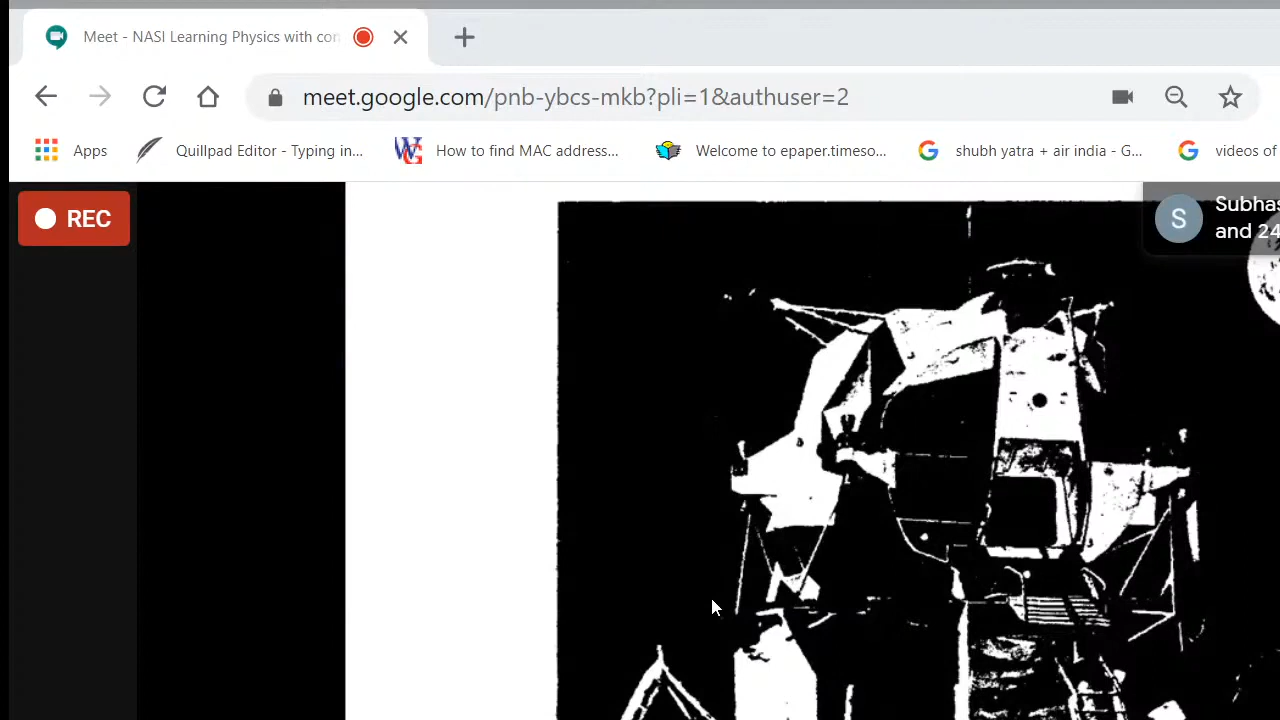 Meet - NASI Learning Physics with con
meet.google.com/pnb-ybcs-mkb?pli=1&authuser=2
Apps Quillpad Editor - Typing in... How to find MAC address... Welcome to epaper.timeso... shubh yatra + air india - G... videos of
REC
S Subhas
and 24